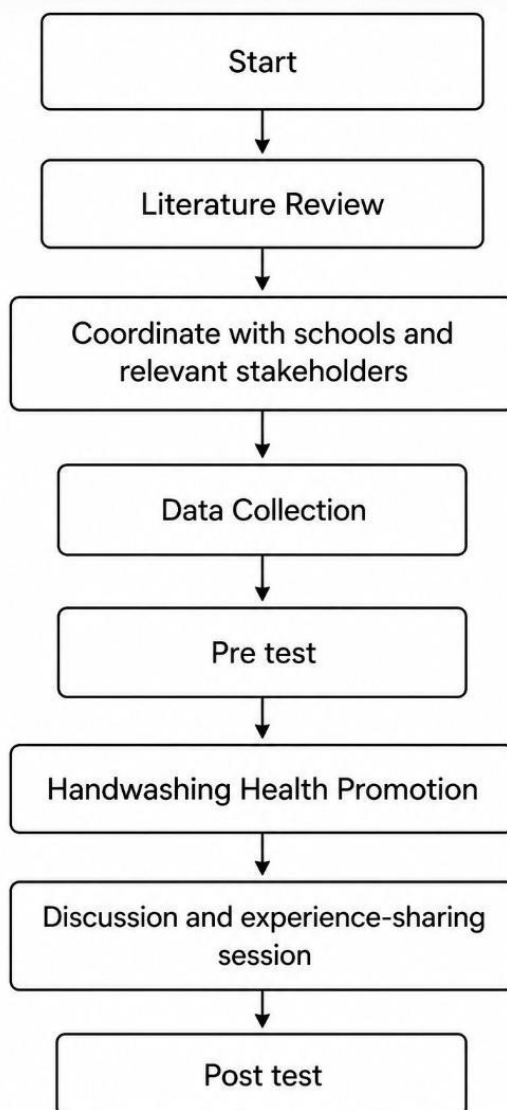 Start
Literature Review
Coordinate with schools and
relevant stakeholders
Data Collection
Pre test
Handwashing Health Promotion
Discussion and experience-sharing
session
Post test